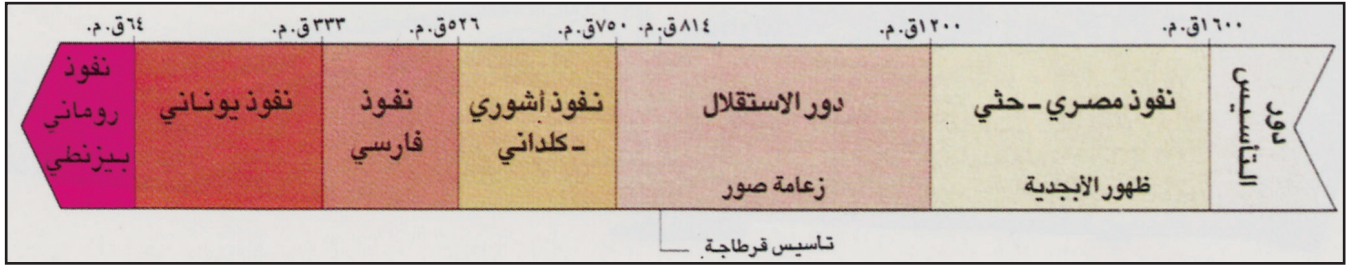 ١٦٠٠ق.م. ١٢٠٠ق.م. ٨١٤ق.م. ٧٥٠ق.م. ٥٢٦ق.م. ٣٣٣ق.م. ٦٤ق.م.
دور
التأسيس
نفوذ مصري - حثي
ظهور الأبجدية
دور الاستقلال
زعامة صور
نفوذ أشوري
- كلداني
نفوذ
فارسي
نفوذ يوناني
نفوذ
روماني
بيزنطي
تأسيس قرطاجة